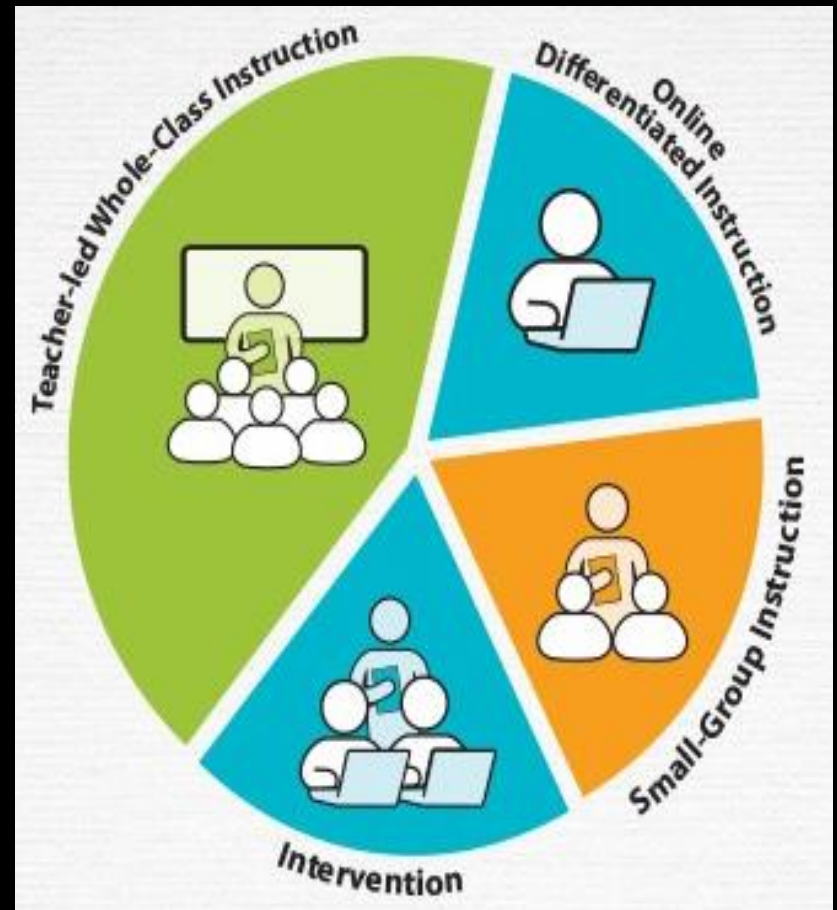 Teacher-led Whole-Class Instruction
Online
Differentiated Instruction
Small-Group Instruction
Intervention